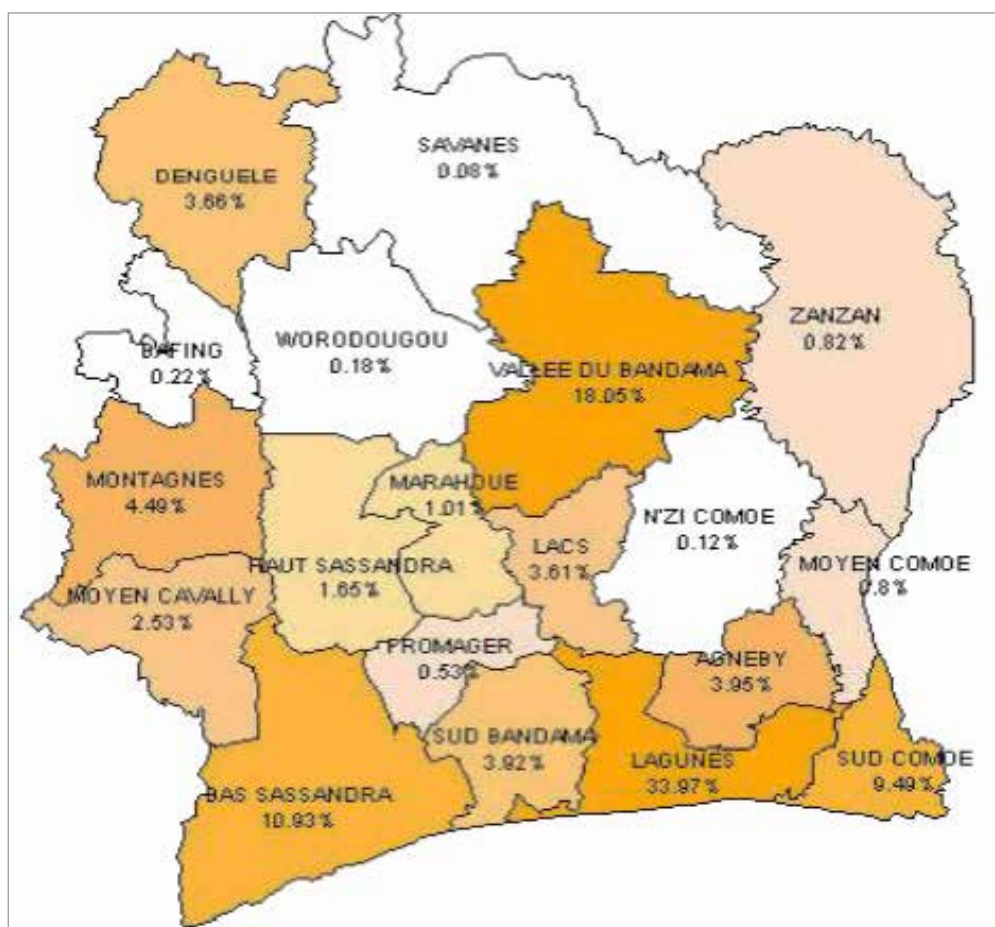 SAVANES
0.08%
DENGUELE
3.66%
ZANZAN
0.82%
WORODOUGOU
0.18%
BAFING
0.22%
VALLEE DU BANDAMA
18.05%
MONTAGNES
4.49%
MARAHOUE
1.01%
N'ZI COMOE
0.12%
LACS
3.61%
MOYEN COMOE
0.8%
HAUT SASSANDRA
1.65%
MOYEN CAVALLY
2.53%
FROMAGER
0.53%
AGNEBY
3.95%
SUD BANDAMA
3.92%
LAGUNES
33.97%
SUD COMOE
9.49%
BAS SASSANDRA
10.93%